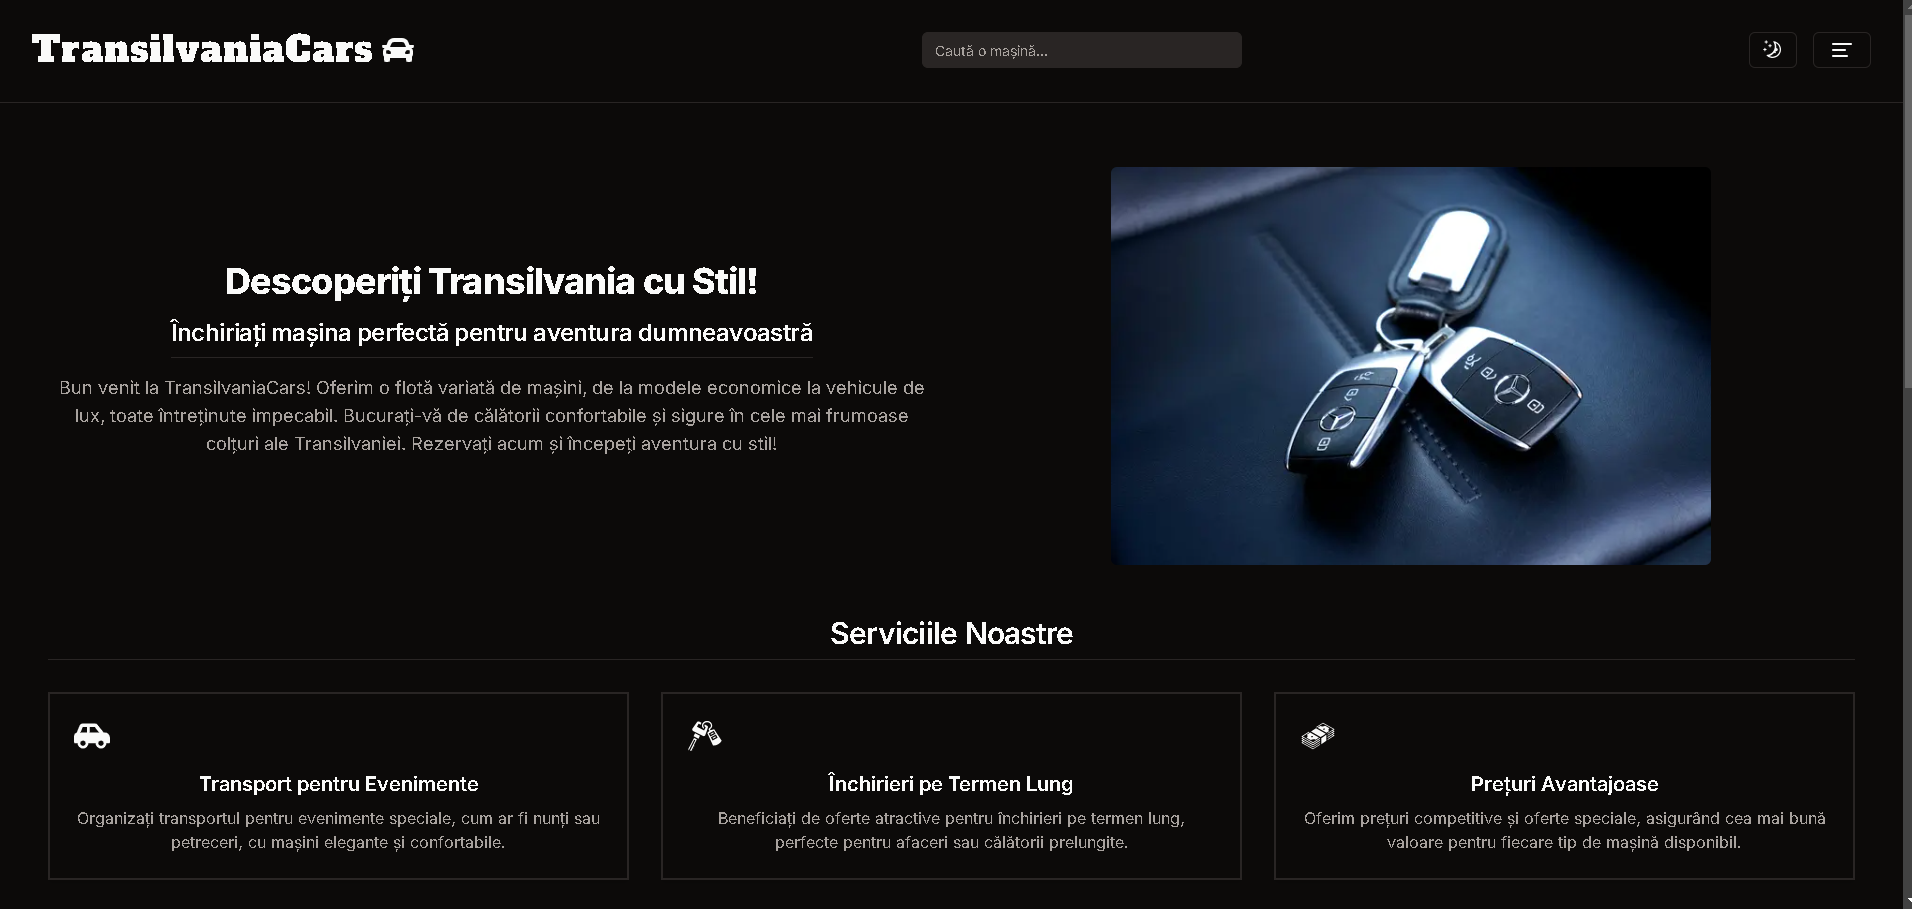 TransilvaniaCars
Caută o mașină...
Descoperiți Transilvania cu Stil!
Închiriați mașina perfectă pentru aventura dumneavoastră
Bun venit la TransilvaniaCars! Oferim o flotă variată de mașini, de la modele economice la vehicule de
lux, toate întreținute impecabil. Bucurați-vă de călătorii confortabile și sigure în cele mai frumoase
colțuri ale Transilvaniei. Rezervați acum și începeți aventura cu stil!
Serviciile Noastre
Transport pentru Evenimente
Organizați transportul pentru evenimente speciale, cum ar fi nunți sau
petreceri, cu mașini elegante și confortabile.
Închirieri pe Termen Lung
Beneficiați de oferte atractive pentru închirieri pe termen lung,
perfecte pentru afaceri sau călătorii prelungite.
Prețuri Avantajoase
Oferim prețuri competitive și oferte speciale, asigurând cea mai bună
valoare pentru fiecare tip de mașină disponibil.